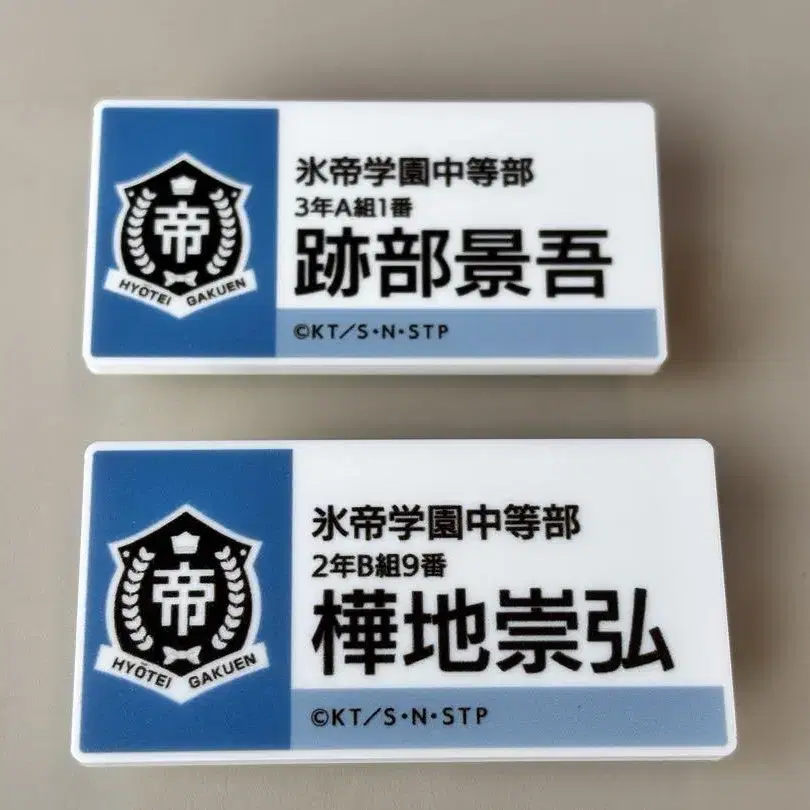 帝
HYŌTEI GAKUEN
氷帝学園中等部
3年A組1番
跡部景吾
©KT/S・N・STP
帝
HYŌTEI GAKUEN
氷帝学園中等部
2年B組9番
樺地崇弘
©KT/S・N・STP